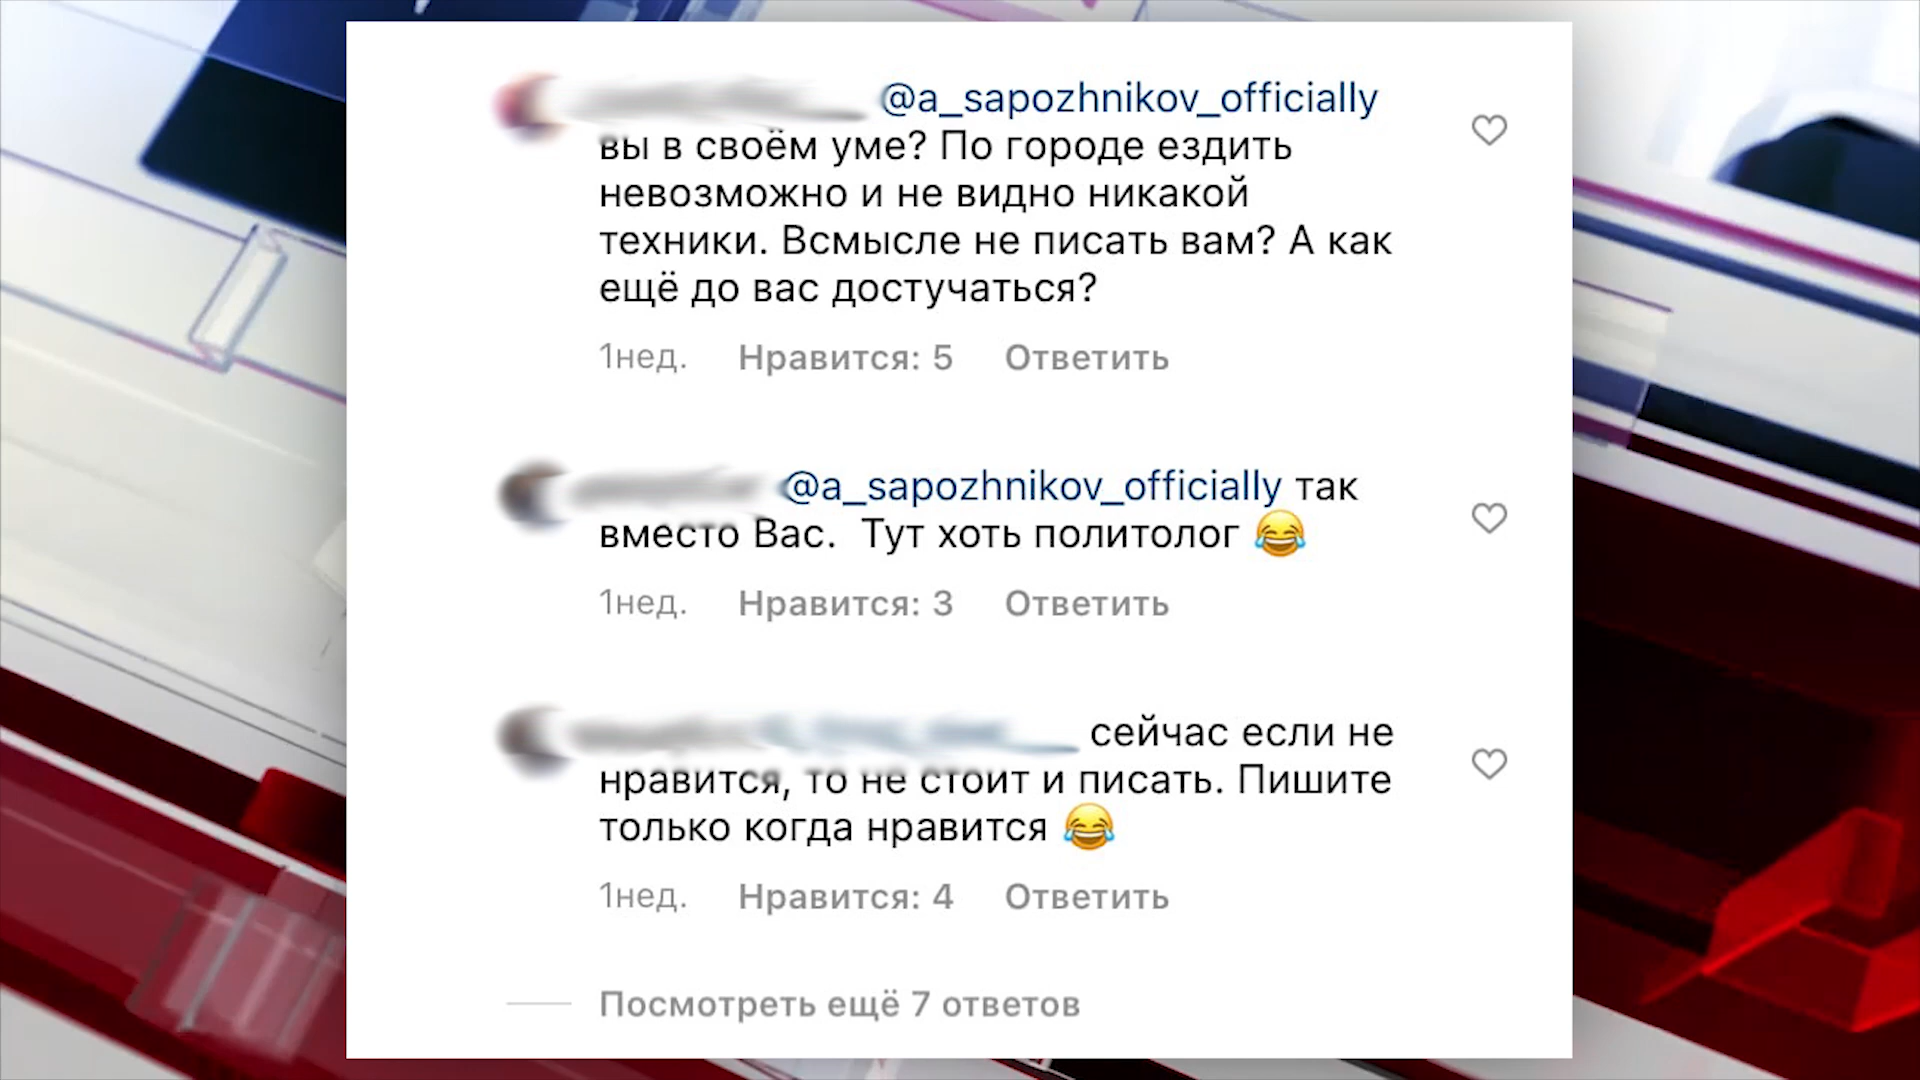 @a_sapozhnikov_officially
вы в своём уме? По городе ездить
невозможно и не видно никакой
техники. Всмысле не писать вам? А как
ещё до вас достучаться?
1нед. Нравится: 5 Ответить
@a_sapozhnikov_officially так
вместо Вас. Тут хоть политолог 😂
1нед. Нравится: 3 Ответить
сейчас если не
нравится, то не стоит и писать. Пишите
только когда нравится 😂
1нед. Нравится: 4 Ответить
Посмотреть ещё 7 ответов